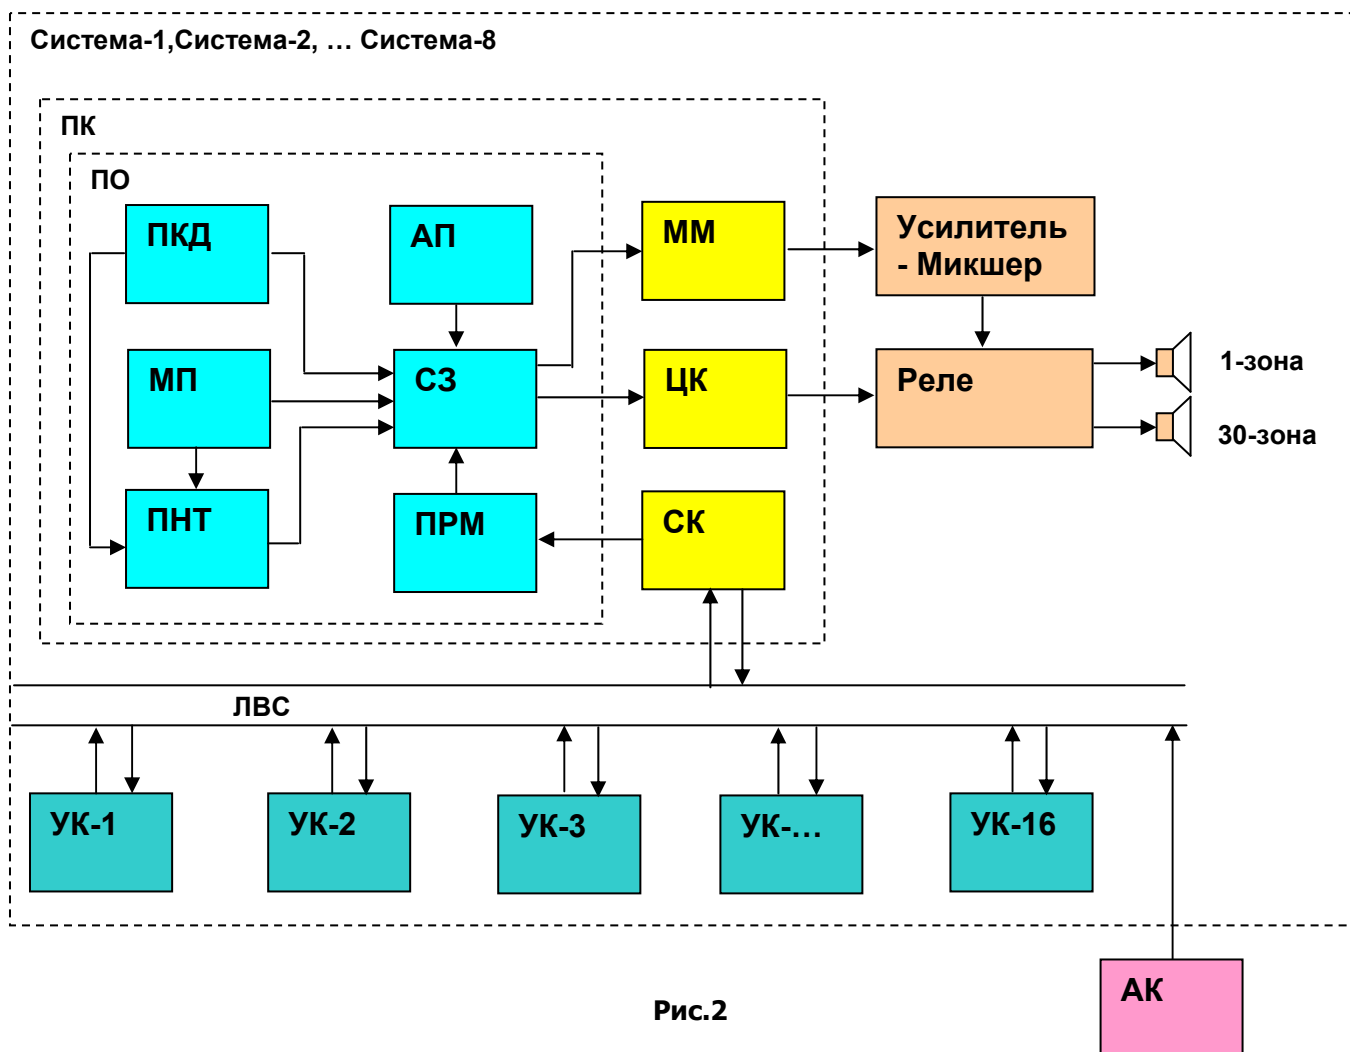 Система-1,Система-2, … Система-8
ПК
ПО
ПКД
АП
ММ
Усилитель
- Микшер
МП
СЗ
ЦК
Реле
1-зона
30-зона
ПНТ
ПРМ
СК
ЛВС
УК-1
УК-2
УК-3
УК-…
УК-16
АК
Рис.2